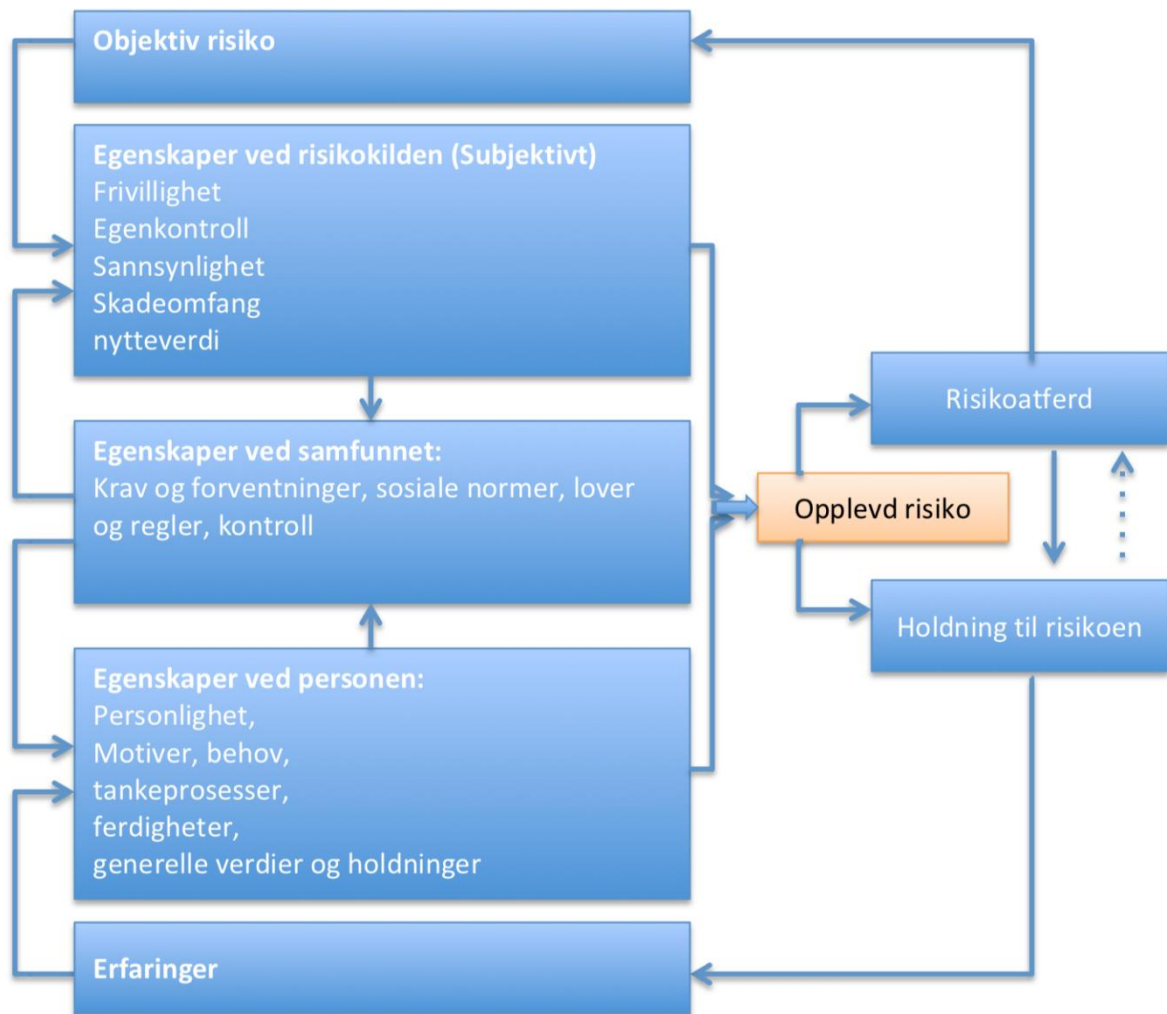 Objektiv risiko
Egenskaper ved risikokilden (Subjektivt)
Frivillighet
Egenkontroll
Sannsynlighet
Skadeomfang
nytteverdi
Egenskaper ved samfunnet:
Krav og forventninger, sosiale normer, lover
og regler, kontroll
Egenskaper ved personen:
Personlighet,
Motiver, behov,
tankeprosesser,
ferdigheter,
generelle verdier og holdninger
Erfaringer
Opplevd risiko
Risikoatferd
Holdning til risikoen